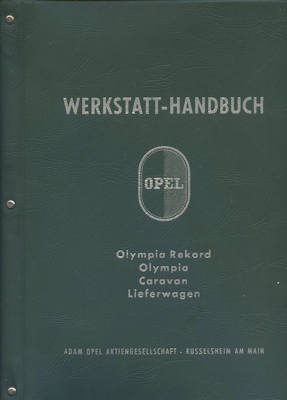 WERKSTATT-HANDBUCH
OPEL
Olympia Rekord
Olympia
Caravan
Lieferwagen
ADAM OPEL AKTIENGESELLSCHAFT · RÜSSELSHEIM AM MAIN